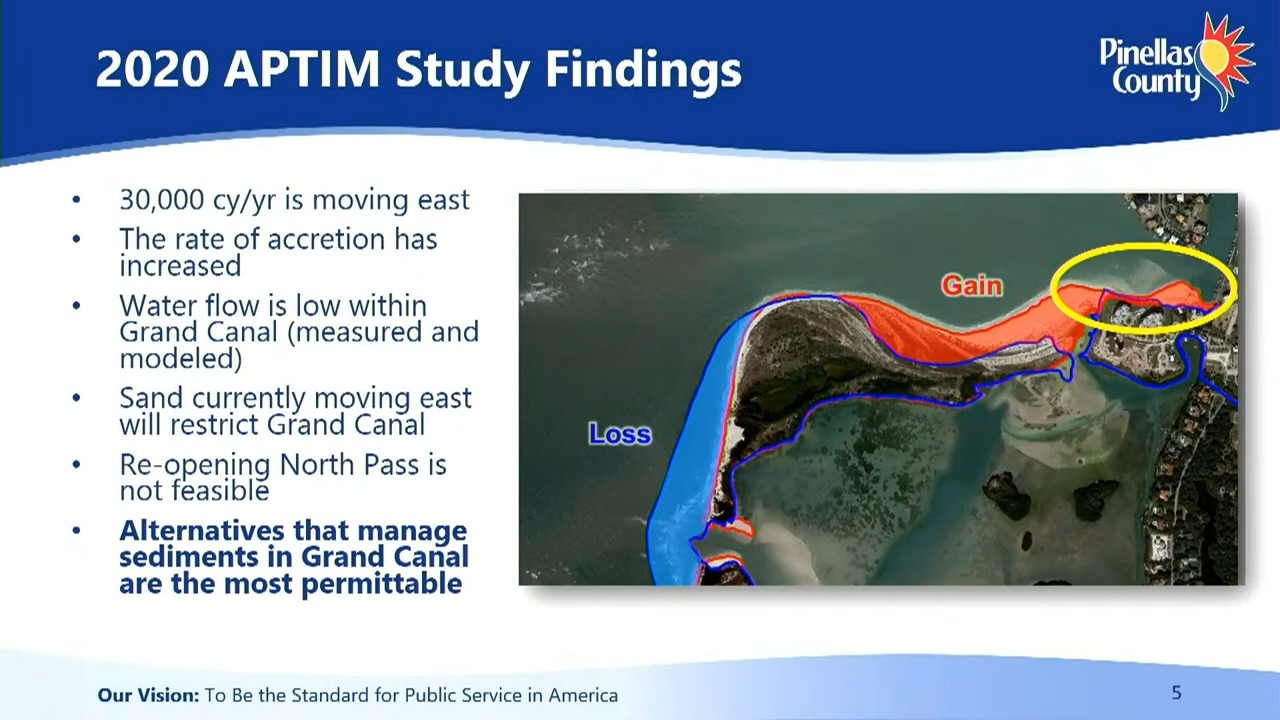 2020 APTIM Study Findings
Pinellas
County
• 30,000 cy/yr is moving east
• The rate of accretion has
increased
• Water flow is low within
Grand Canal (measured and
modeled)
• Sand currently moving east
will restrict Grand Canal
• Re-opening North Pass is
not feasible
• Alternatives that manage
sediments in Grand Canal
are the most permittable
Gain
Loss
Our Vision: To Be the Standard for Public Service in America
5